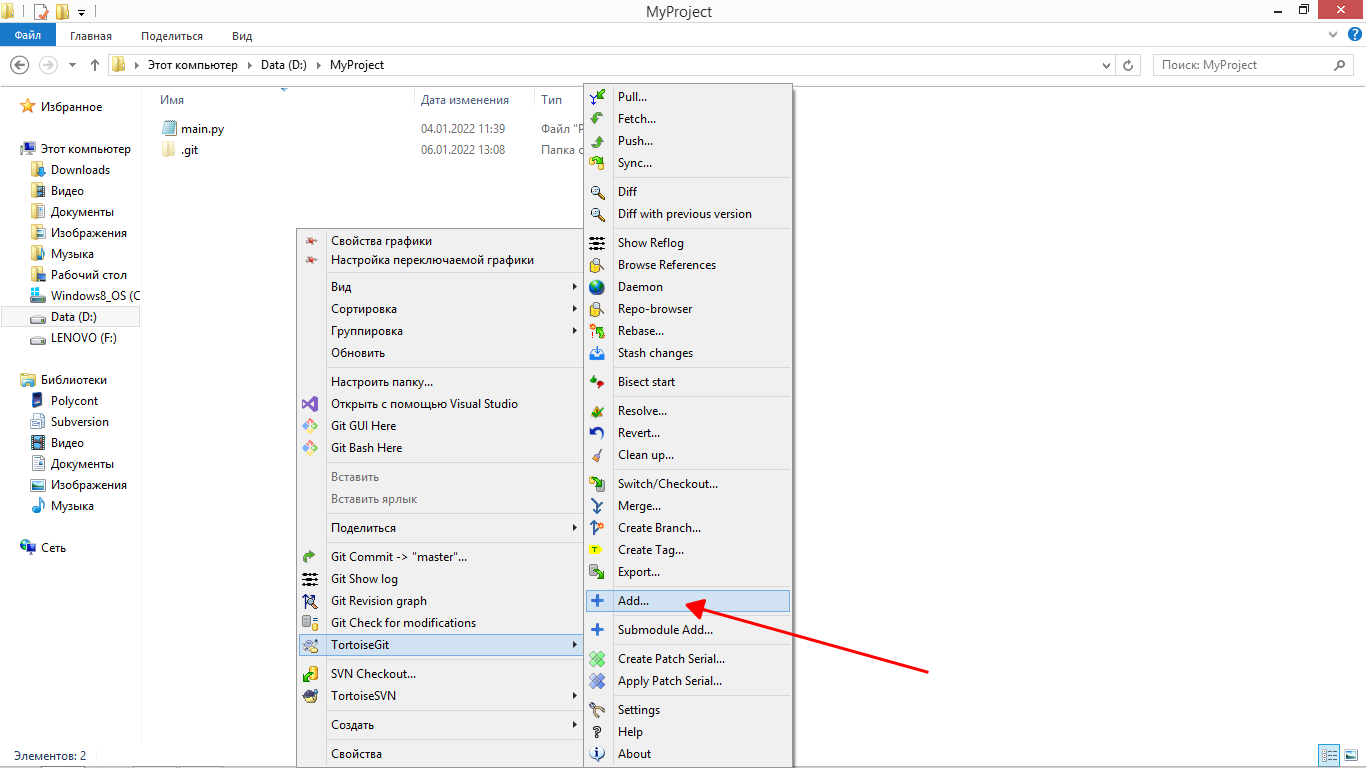 MyProject
Файл
Главная
Поделиться
Вид
Этот компьютер
Data (D:)
MyProject
Поиск: MyProject
Избранное
Этот компьютер
Downloads
Видео
Документы
Изображения
Музыка
Рабочий стол
Windows8_OS (C
Data (D:)
LENOVO (F:)
Библиотеки
Polycont
Subversion
Видео
Документы
Изображения
Музыка
Сеть
Имя
Дата изменения
Тип
main.py
04.01.2022 11:39
Файл "P
.git
06.01.2022 13:08
Папка с
Свойства графики
Настройка переключаемой графики
Вид
Сортировка
Группировка
Обновить
Настроить папку...
Открыть с помощью Visual Studio
Git GUI Here
Git Bash Here
Вставить
Вставить ярлык
Поделиться
Git Commit -> "master"...
Git Show log
Git Revision graph
Git Check for modifications
TortoiseGit
SVN Checkout...
TortoiseSVN
Создать
Свойства
Pull...
Fetch...
Push...
Sync...
Diff
Diff with previous version
Show Reflog
Browse References
Daemon
Repo-browser
Rebase...
Stash changes
Bisect start
Resolve...
Revert...
Clean up...
Switch/Checkout...
Merge...
Create Branch...
Create Tag...
Export...
Add...
Submodule Add...
Create Patch Serial...
Apply Patch Serial...
Settings
Help
About
Элементов: 2